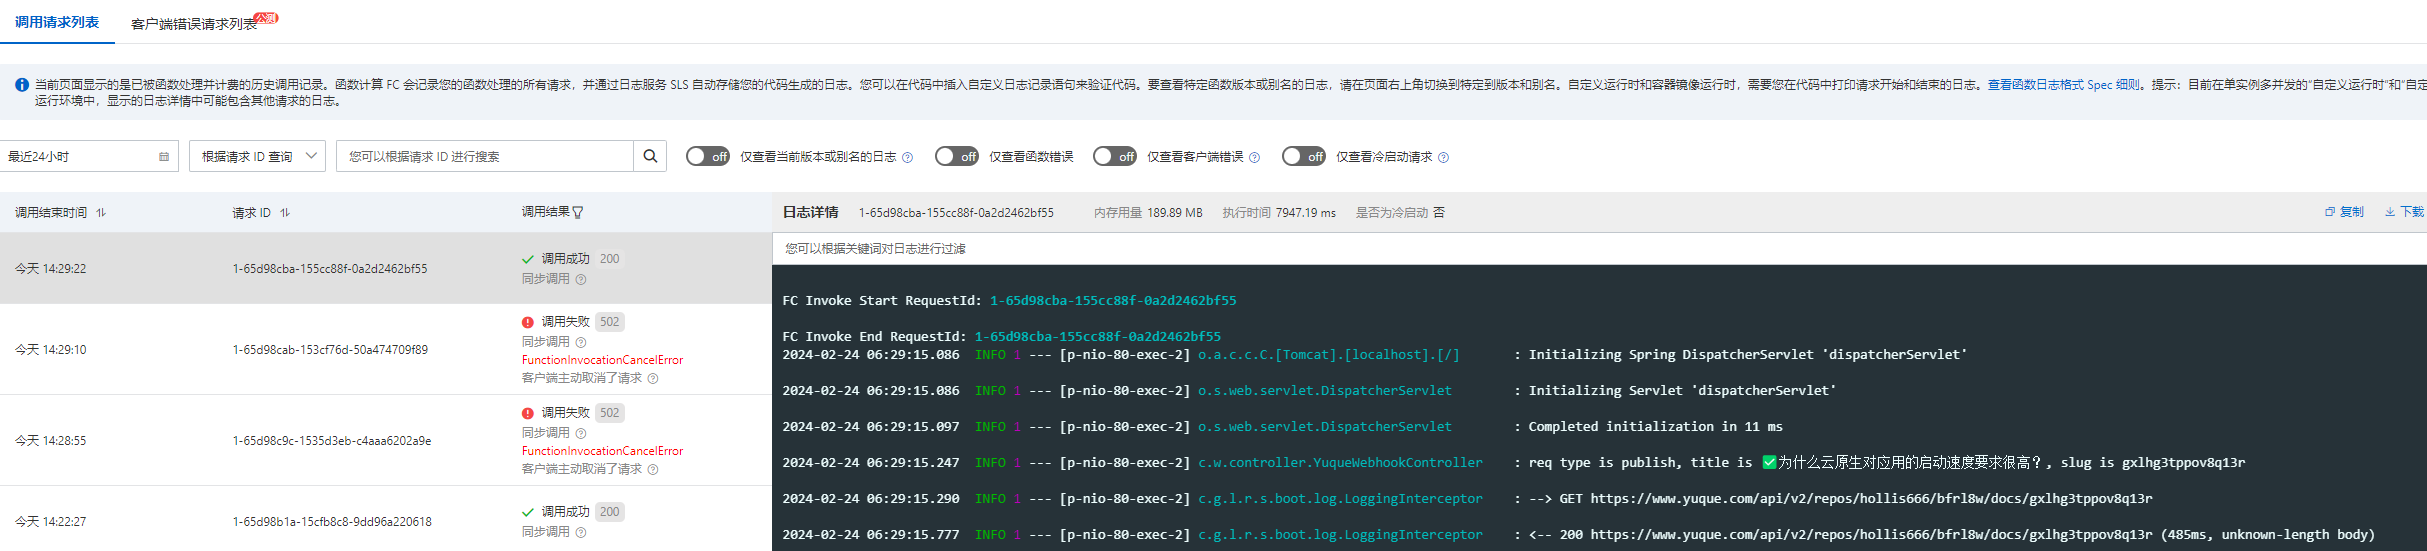 调用请求列表
客户端错误请求列表
公测
当前页面显示的是已被函数处理并计费的历史调用记录。函数计算 FC 会记录您的函数处理的所有请求，并通过日志服务 SLS 自动存储您的代码生成的日志。您可以在代码中插入自定义日志记录语句来验证代码。要查看特定函数版本或别名的日志，请在页面右上角切换到特定到版本和别名。自定义运行时和容器镜像运行时，需要您在代码中打印请求开始和结束的日志。查看函数日志格式 Spec 细则。提示：目前在单实例多并发的"自定义运行时"和"自定
运行环境中，显示的日志详情中可能包含其他请求的日志。
最近24小时
根据请求 ID 查询
您可以根据请求 ID 进行搜索
off 仅查看当前版本或别名的日志
off 仅查看函数错误
off 仅查看客户端错误
off 仅查看冷启动请求
调用结束时间 请求 ID 调用结果
今天 14:29:22 1-65d98cba-155cc88f-0a2d2462bf55 调用成功 200
同步调用
今天 14:29:10 1-65d98cab-153cf76d-50a474709f89 调用失败 502
同步调用
FunctionInvocationCancelError
客户端主动取消了请求
今天 14:28:55 1-65d98c9c-1535d3eb-c4aaa6202a9e 调用失败 502
同步调用
FunctionInvocationCancelError
客户端主动取消了请求
今天 14:22:27 1-65d98b1a-15cfb8c8-9dd96a220618 调用成功 200
同步调用
日志详情 1-65d98cba-155cc88f-0a2d2462bf55 内存用量 189.89 MB 执行时间 7947.19 ms 是否为冷启动 否 复制 下载
您可以根据关键词对日志进行过滤
FC Invoke Start RequestId: 1-65d98cba-155cc88f-0a2d2462bf55
FC Invoke End RequestId: 1-65d98cba-155cc88f-0a2d2462bf55
2024-02-24 06:29:15.086 INFO 1 --- [p-nio-80-exec-2] o.a.c.c.C.[Tomcat].[localhost].[/] : Initializing Spring DispatcherServlet 'dispatcherServlet'
2024-02-24 06:29:15.086 INFO 1 --- [p-nio-80-exec-2] o.s.web.servlet.DispatcherServlet : Initializing Servlet 'dispatcherServlet'
2024-02-24 06:29:15.097 INFO 1 --- [p-nio-80-exec-2] o.s.web.servlet.DispatcherServlet : Completed initialization in 11 ms
2024-02-24 06:29:15.247 INFO 1 --- [p-nio-80-exec-2] c.w.controller.YuqueWebhookController : req type is publish, title is ✅为什么云原生对应用的启动速度要求很高？, slug is gxlhg3tppov8q13r
2024-02-24 06:29:15.290 INFO 1 --- [p-nio-80-exec-2] c.g.l.r.s.boot.log.LoggingInterceptor : --> GET https://www.yuque.com/api/v2/repos/hollis666/bfrl8w/docs/gxlhg3tppov8q13r
2024-02-24 06:29:15.777 INFO 1 --- [p-nio-80-exec-2] c.g.l.r.s.boot.log.LoggingInterceptor : <-- 200 https://www.yuque.com/api/v2/repos/hollis666/bfrl8w/docs/gxlhg3tppov8q13r (485ms, unknown-length body)